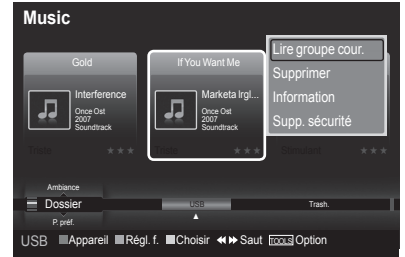 Music
Gold
If You Want Me
Lire groupe cour.
Supprimer
Information
Supp. sécurité
Interference
Once Ost
2007
Soundtrack
Marketa Irgl...
Once Ost
2007
Soundtrack
Ambiance
Dossier
P. préf.
USB
Trash.
USB Appareil Régl. f. Choisir Saut TOOLS Option